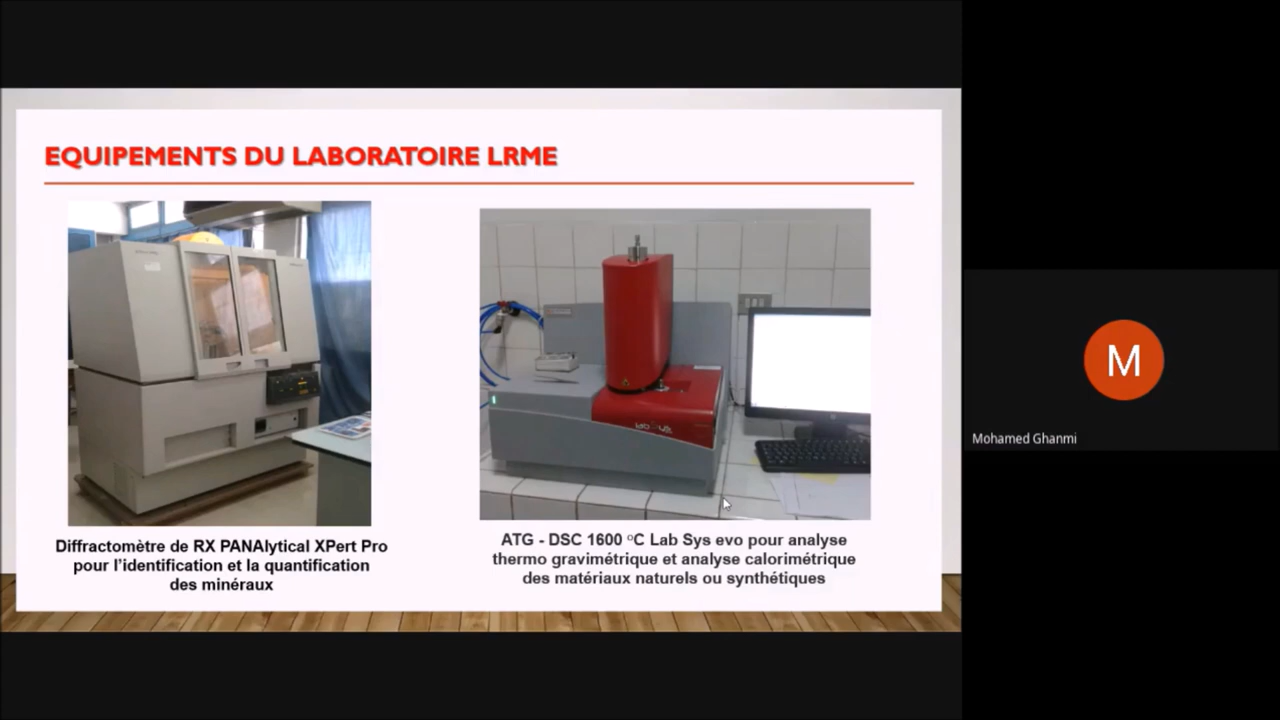 EQUIPEMENTS DU LABORATOIRE LRME
Diffractomètre de RX PANAlytical XPert Pro
pour l'identification et la quantification
des minéraux
ATG - DSC 1600 °C Lab Sys evo pour analyse
thermo gravimétrique et analyse calorimétrique
des matériaux naturels ou synthétiques
M
Mohamed Ghanmi